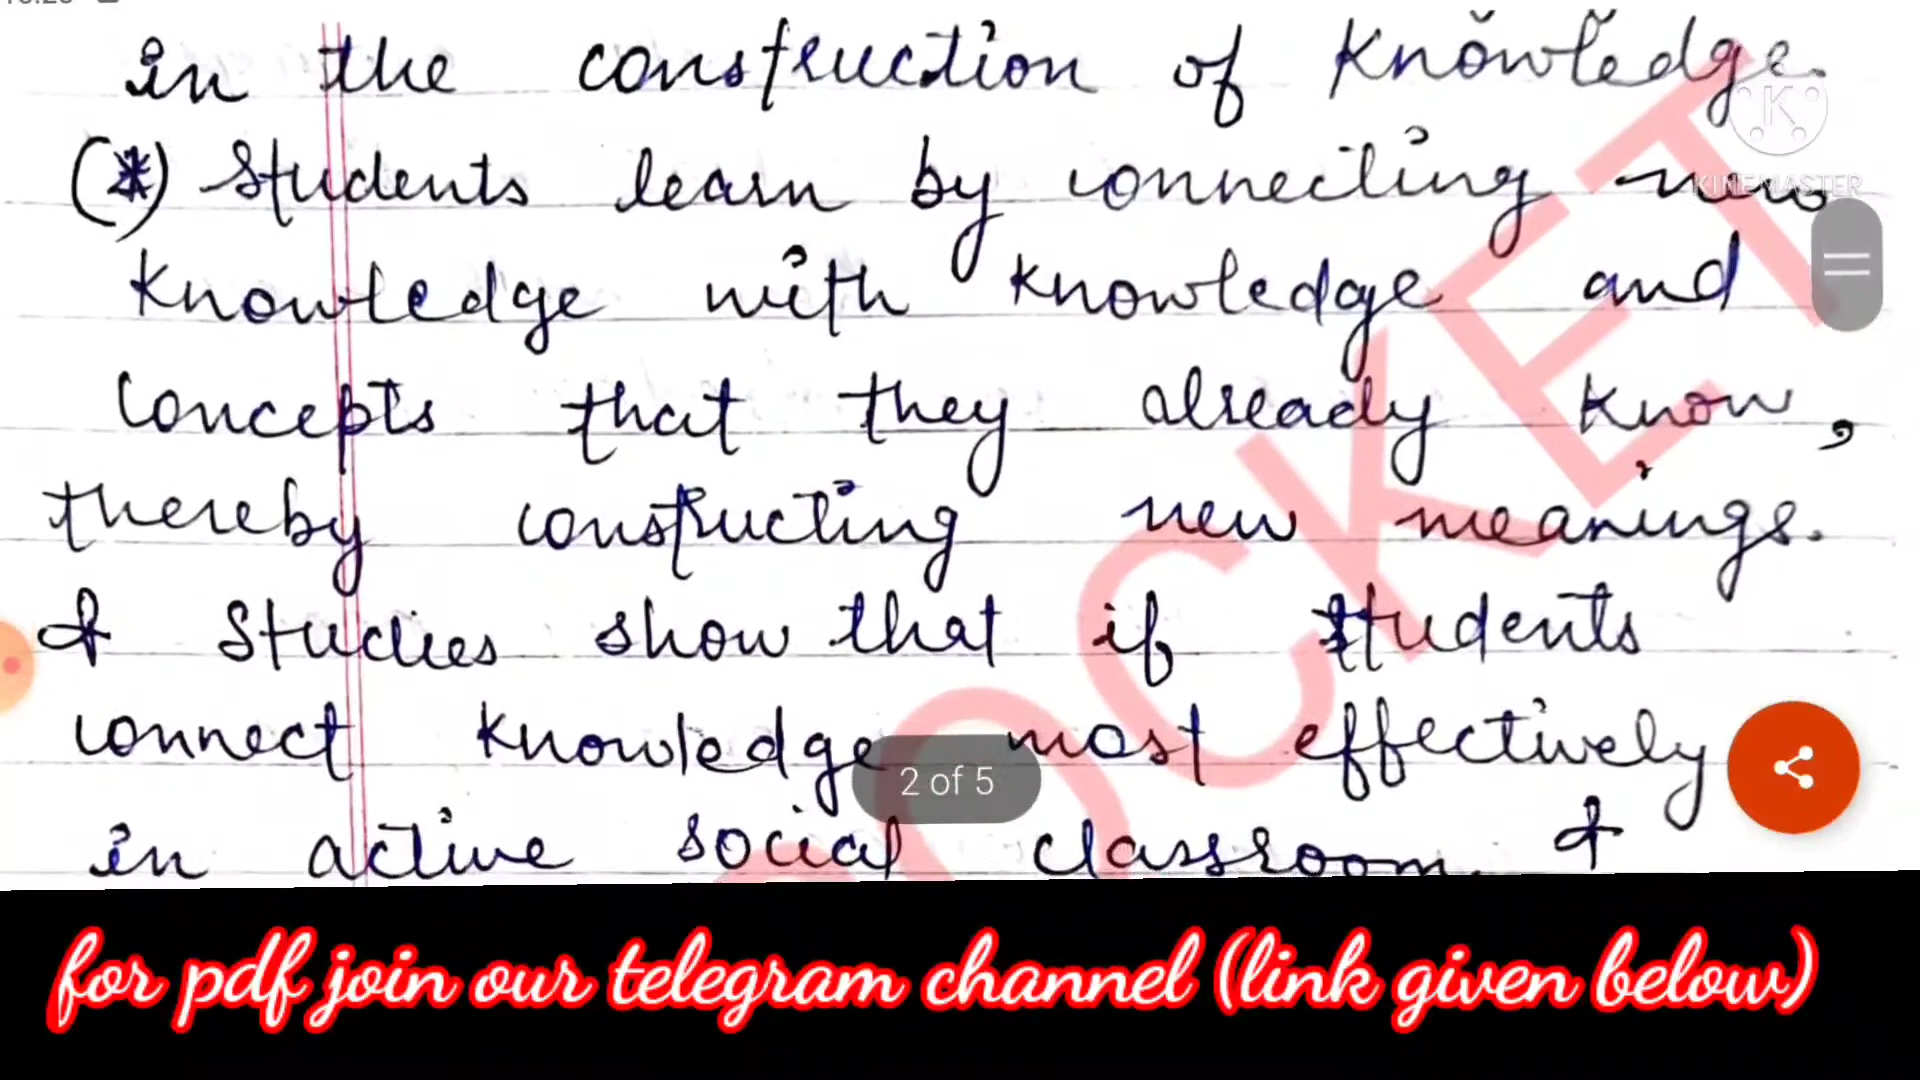 in the construction of Knowledge.
(*) Students learn by connecting new
Knowledge with knowledge and
concepts that they already know,
thereby constructing new meanings.
& Studies show that if students
connect knowledge most effectively
in active social classroom. &
KINEMASTER
OCKET
2 of 5
for pdf join our telegram channel (link given below)